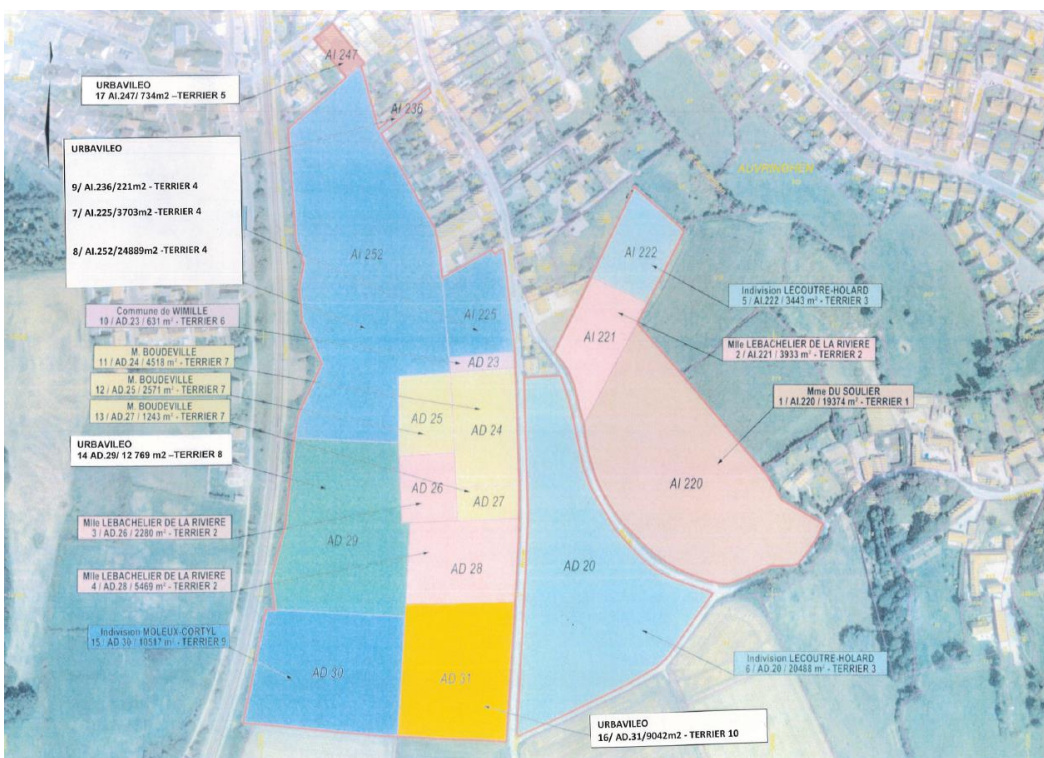 AI 247
URBAVILEO
17 AI.247/ 734m2 –TERRIER 5
AI 236
URBAVILEO
9/ AI.236/221m2 - TERRIER 4
7/ AI.225/3703m2 - TERRIER 4
8/ AI.252/24889m2 - TERRIER 4
AUVRINGHEN
AI 252
AI 222
Indivision LECOUTRE-HOLARD
5 / AI.222 / 3443 m² - TERRIER 3
Commune de WIMILLE
10 / AD.23 / 631 m² - TERRIER 6
AI 225
AI 221
Mlle LEBACHELIER DE LA RIVIERE
2 / AI.221 / 3933 m² - TERRIER 2
M. BOUDEVILLE
11 / AD.24 / 4518 m² - TERRIER 7
AD 23
M. BOUDEVILLE
12 / AD.25 / 2571 m² - TERRIER 7
Mme DU SOULIER
1 / AI.220 / 19374 m² - TERRIER 1
M. BOUDEVILLE
13 / AD.27 / 1243 m² - TERRIER 7
AD 25
AD 24
URBAVILEO
14 AD.29/ 12 769 m2 –TERRIER 8
AD 26
AI 220
AD 27
Mlle LEBACHELIER DE LA RIVIERE
3 / AD.26 / 2280 m² - TERRIER 2
AD 29
AD 28
AD 20
Mlle LEBACHELIER DE LA RIVIERE
4 / AD.28 / 5469 m² - TERRIER 2
Indivision MOLEUX-CORTYL
15 / AD.30 / 10517 m² - TERRIER 9
AD 30
AD 31
Indivision LECOUTRE-HOLARD
6 / AD.20 / 20488 m² - TERRIER 3
URBAVILEO
16/ AD.31/9042m2 - TERRIER 10